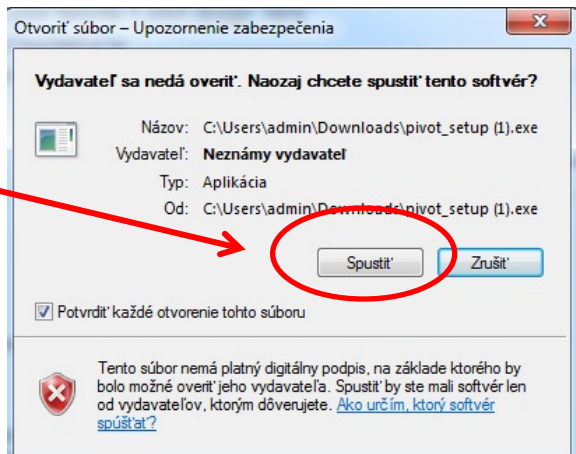 Otvoriť súbor – Upozornenie zabezpečenia
Vydavateľ sa nedá overiť. Naozaj chcete spustiť tento softvér?
Názov: C:\Users\admin\Downloads\pivot_setup (1).exe
Vydavateľ: Neznámy vydavateľ
Typ: Aplikácia
Od: C:\Users\admin\Downloads\pivot_setup (1).exe
Spustiť Zrušiť
Potvrdiť každé otvorenie tohto súboru
Tento súbor nemá platný digitálny podpis, na základe ktorého by
bolo možné overiť jeho vydavateľa. Spustiť by ste mali softvér len
od vydavateľov, ktorým dôverujete. Ako určím, ktorý softvér
spúšťať?